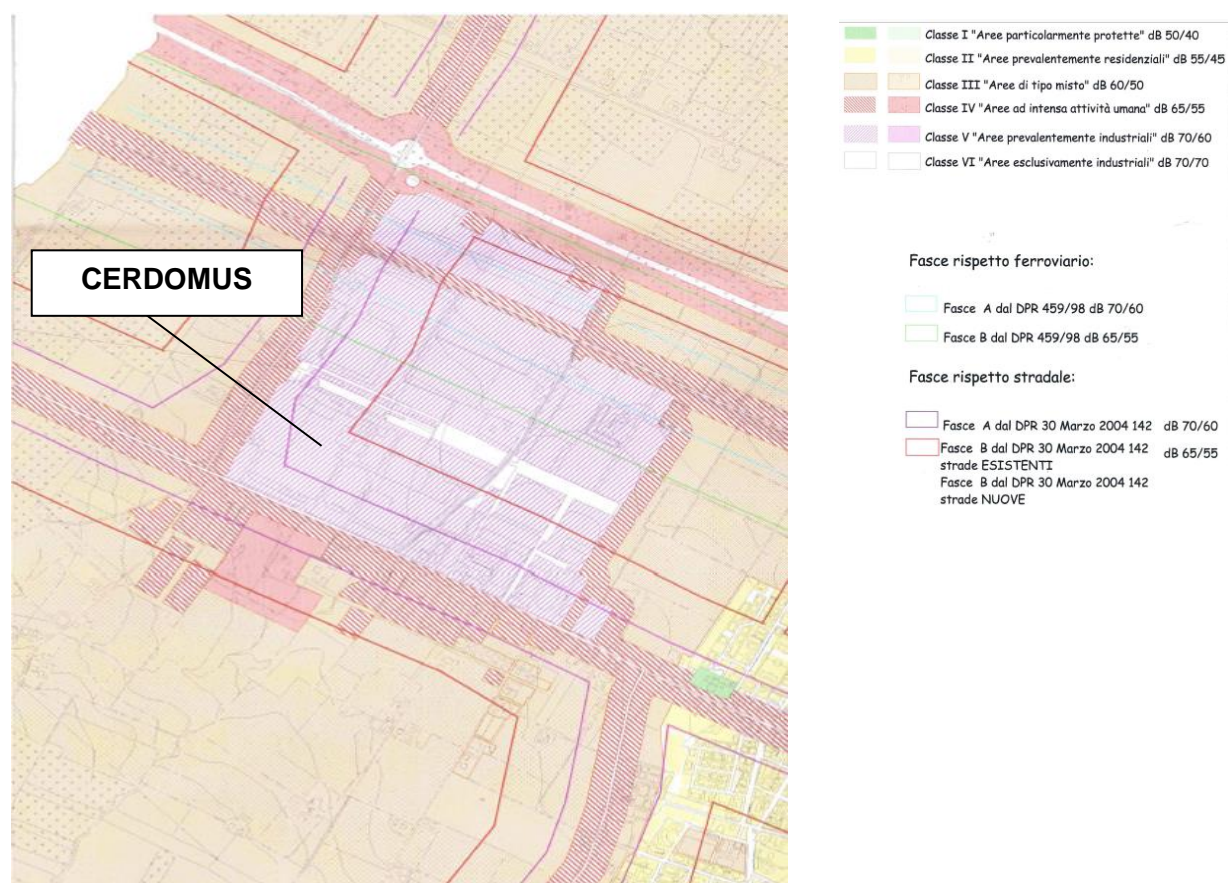 CERDOMUS
Classe I "Aree particolarmente protette" dB 50/40
Classe II "Aree prevalentemente residenziali" dB 55/45
Classe III "Aree di tipo misto" dB 60/50
Classe IV "Aree ad intensa attività umana" dB 65/55
Classe V "Aree prevalentemente industriali" dB 70/60
Classe VI "Aree esclusivamente industriali" dB 70/70
Fasce rispetto ferroviario:
Fasce A dal DPR 459/98 dB 70/60
Fasce B dal DPR 459/98 dB 65/55
Fasce rispetto stradale:
Fasce A dal DPR 30 Marzo 2004 142 dB 70/60
Fasce B dal DPR 30 Marzo 2004 142 dB 65/55
strade ESISTENTI
Fasce B dal DPR 30 Marzo 2004 142
strade NUOVE